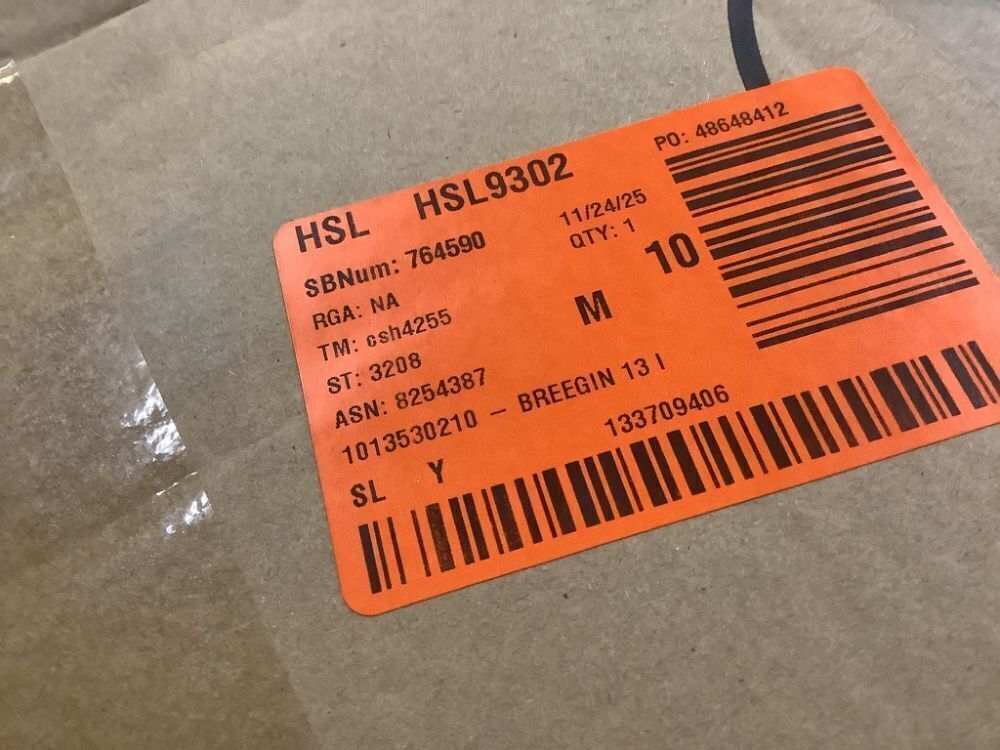 HSL HSL9302
PO: 48648412
SBNum: 764590
11/24/25
RGA: NA
QTY: 1
10
TM: csh4255
M
ST: 3208
ASN: 8254387
1013530210 - BREEGIN 13 I
133709406
SL Y